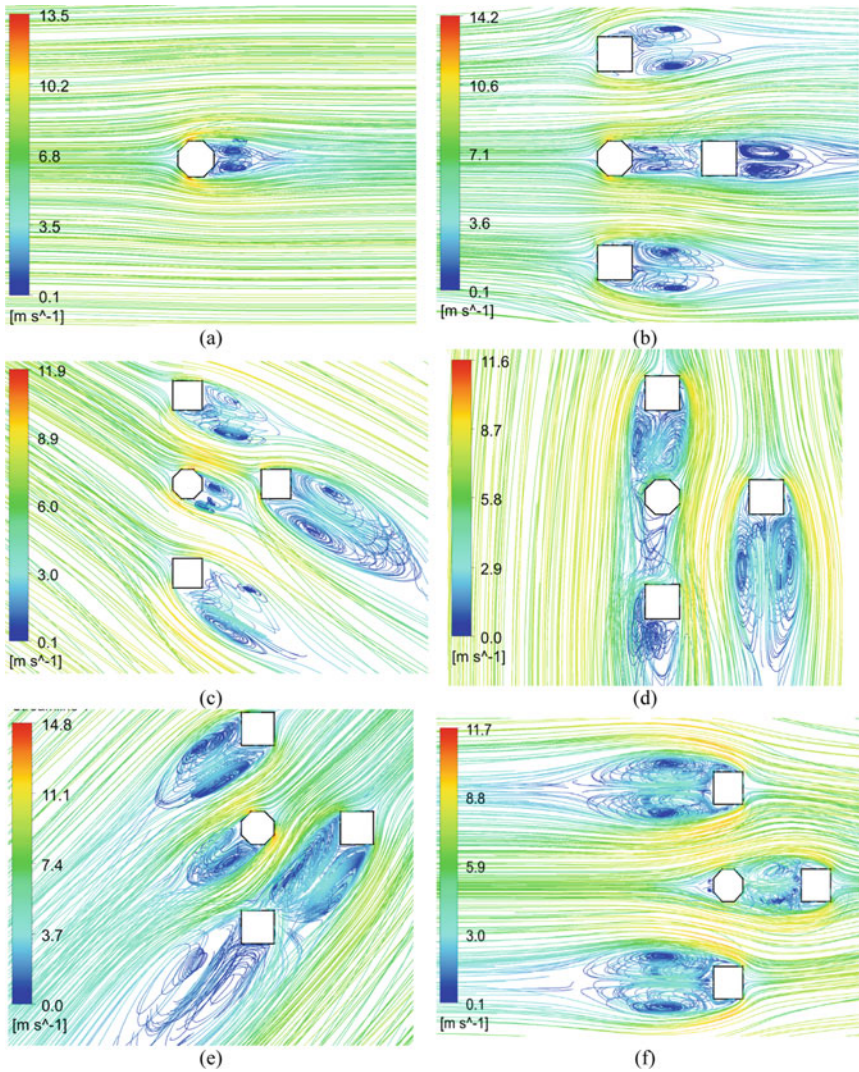 13.5
10.2
6.8
3.5
0.1
[m s^-1]
(a)
14.2
10.6
7.1
3.6
0.1
[m s^-1]
(b)
11.9
8.9
6.0
3.0
0.1
[m s^-1]
(c)
11.6
8.7
5.8
2.9
0.0
[m s^-1]
(d)
14.8
11.1
7.4
3.7
0.0
[m s^-1]
(e)
11.7
8.8
5.9
3.0
0.1
[m s^-1]
(f)